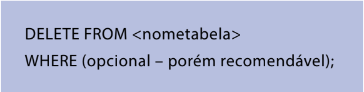 DELETE FROM <nometabela>
WHERE (opcional – porém recomendável);